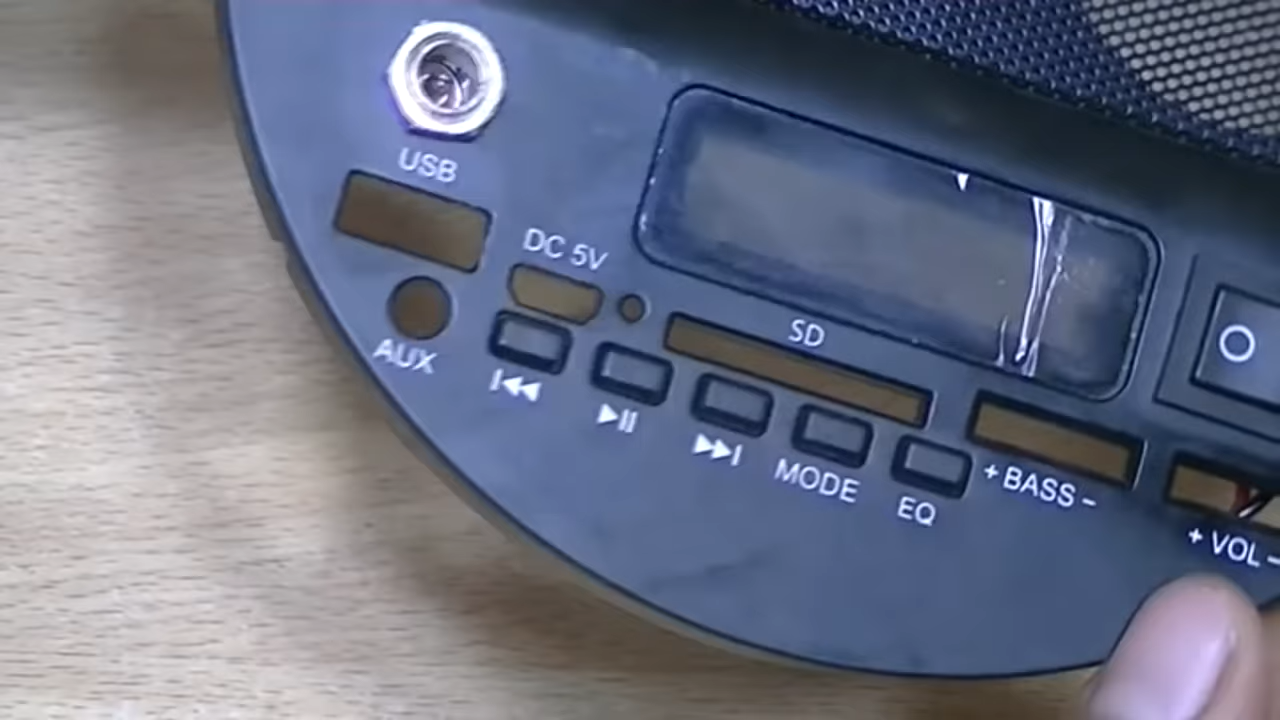 USB
DC 5V
AUX
SD
MODE
EQ
+ BASS -
+ VOL -